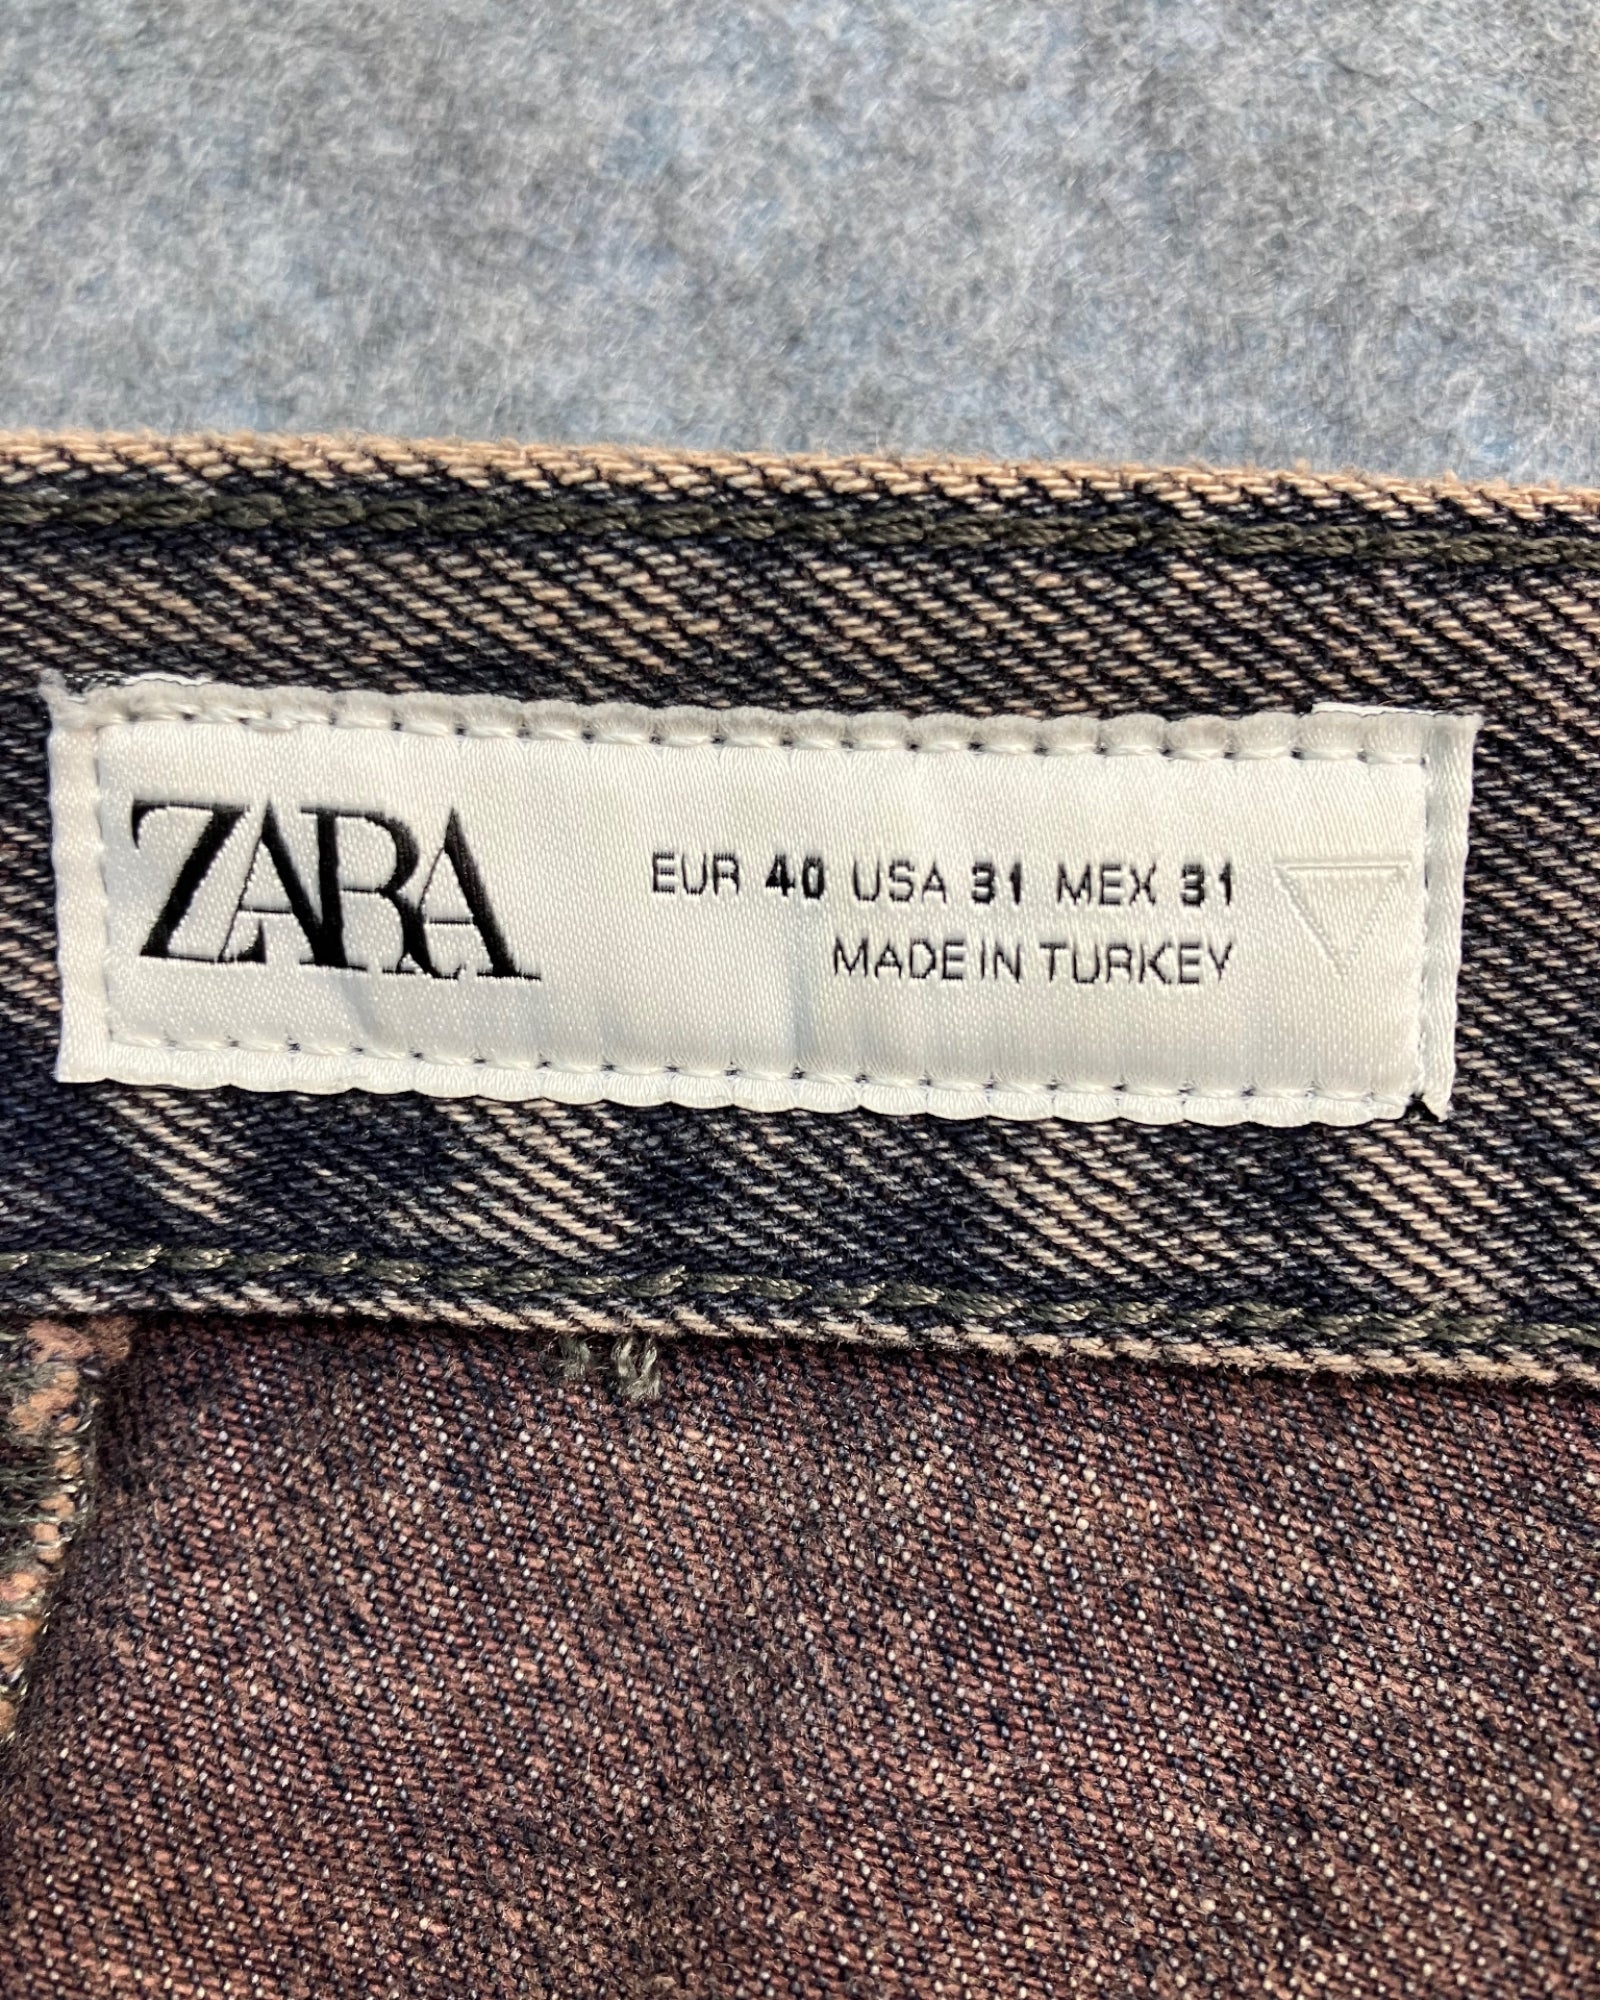 ZARA
EUR 40 USA 31 MEX 31
MADE IN TURKEY